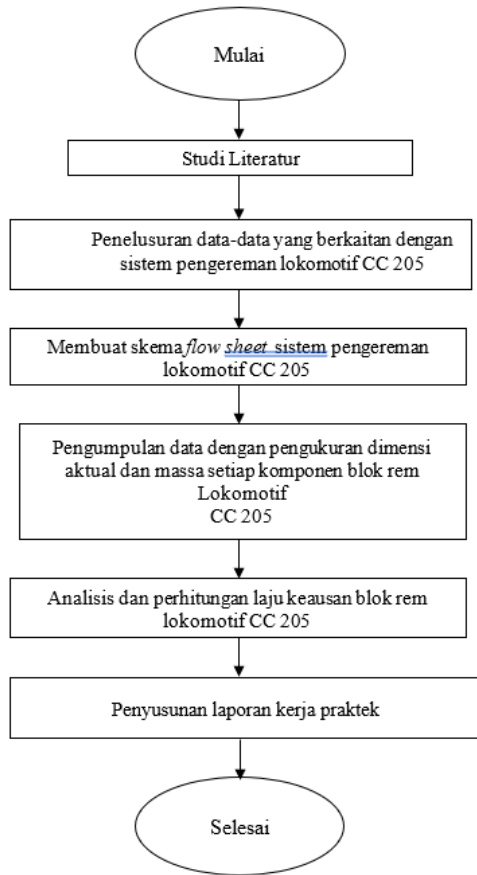 Mulai
Studi Literatur
Penelusuran data-data yang berkaitan dengan
sistem pengereman lokomotif CC 205
Membuat skema flow sheet sistem pengereman
lokomotif CC 205
Pengumpulan data dengan pengukuran dimensi
aktual dan massa setiap komponen blok rem
Lokomotif
CC 205
Analisis dan perhitungan laju keausan blok rem
lokomotif CC 205
Penyusunan laporan kerja praktek
Selesai